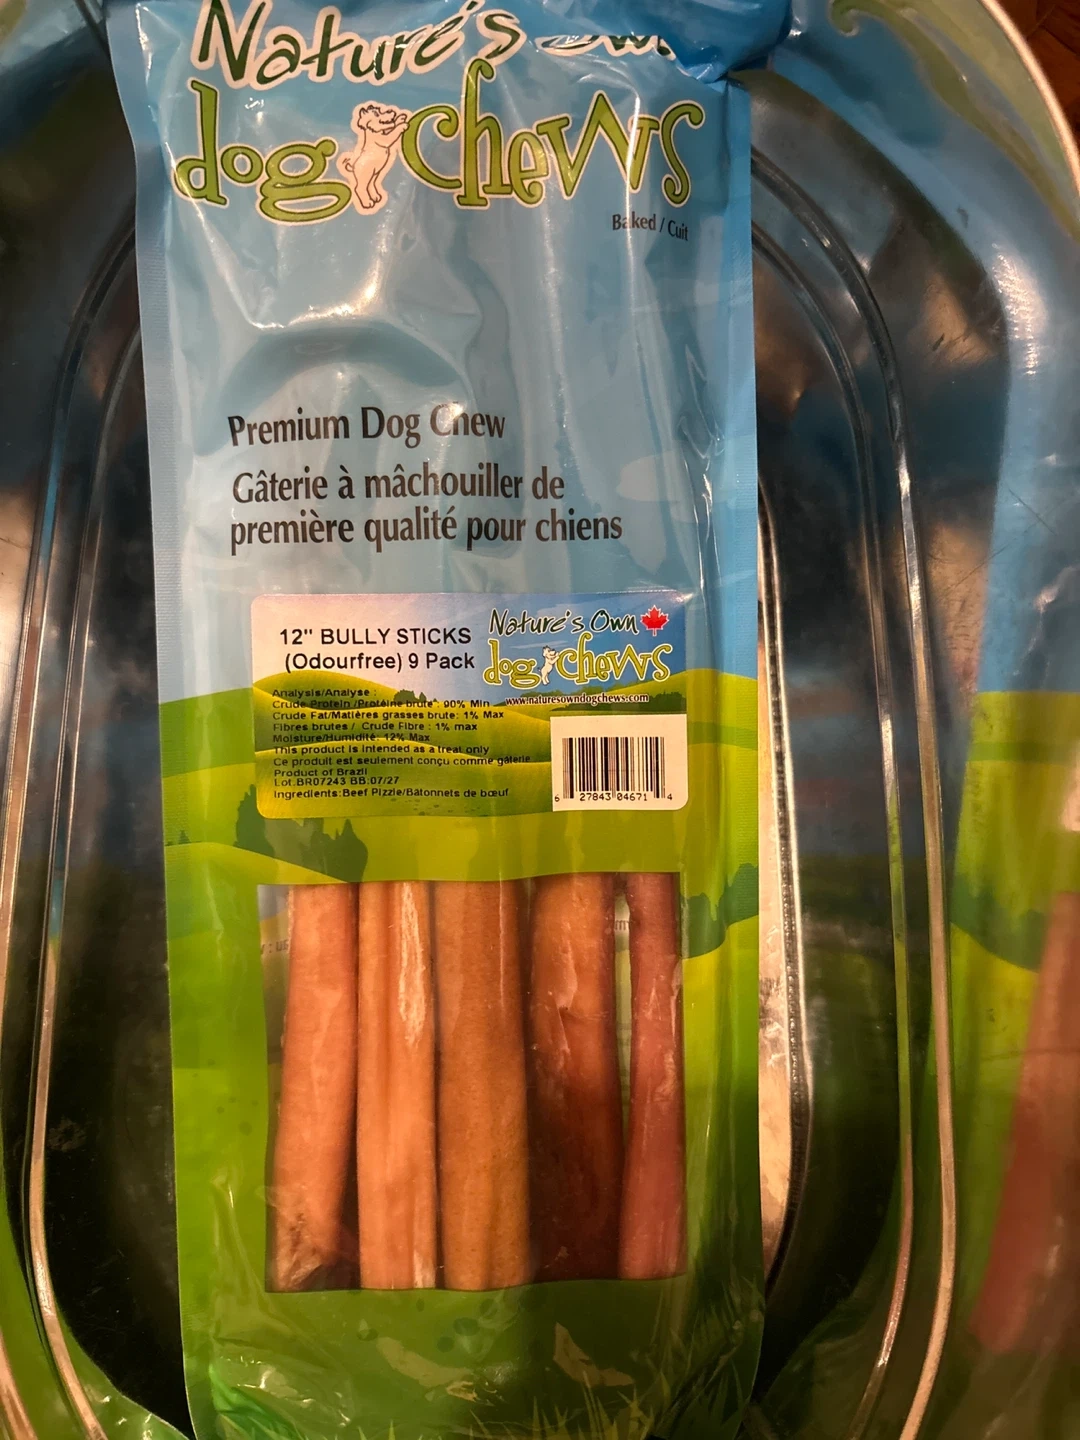 Nature's Own
dog chews
Baked / Cuit
Premium Dog Chew
Gâterie à mâchouiller de
première qualité pour chiens
12" BULLY STICKS
(Odourfree) 9 Pack
Nature's Own
dog chews
www.naturesowndogchews.com
Analysis/Analyse :
Crude Protein /Protéine brute*: 90% Min
Crude Fat/Matières grasses brute: 1% Max
Fibres brutes / Crude Fibre : 1% max
Moisture/Humidité: 12% Max
This product is intended as a treat only
Ce produit est seulement conçu comme gâterie
Product of Brazil
Lot:BR07243 BB:07/27
Ingredients:Beef Pizzle/Bâtonnets de bœuf
6 27843 04671 4